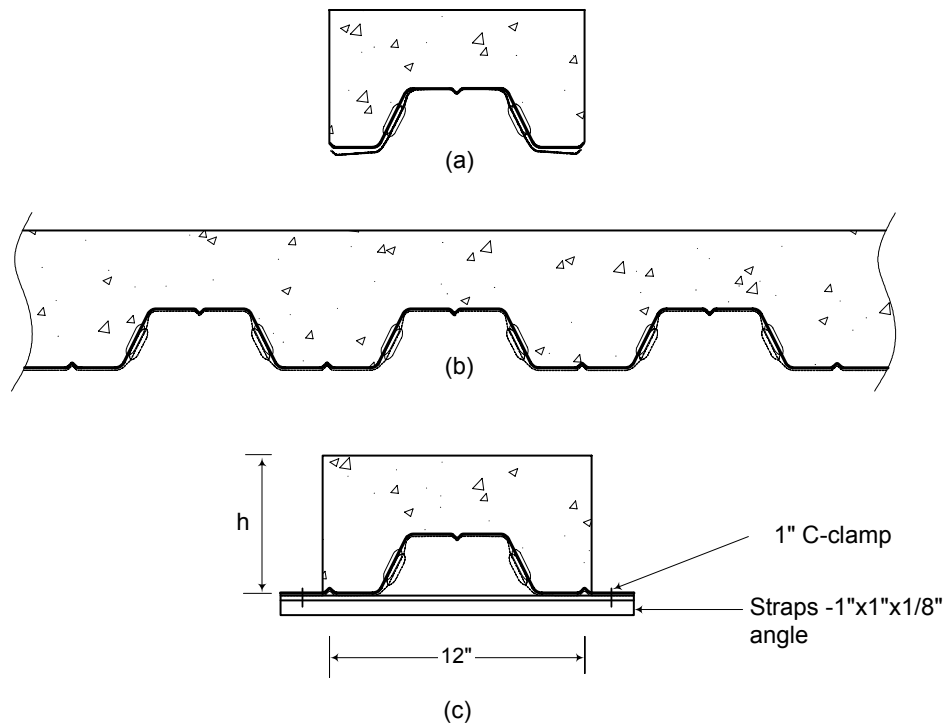 (a)
(b)
h
1" C-clamp
Straps -1"x1"x1/8"
angle
12"
(c)